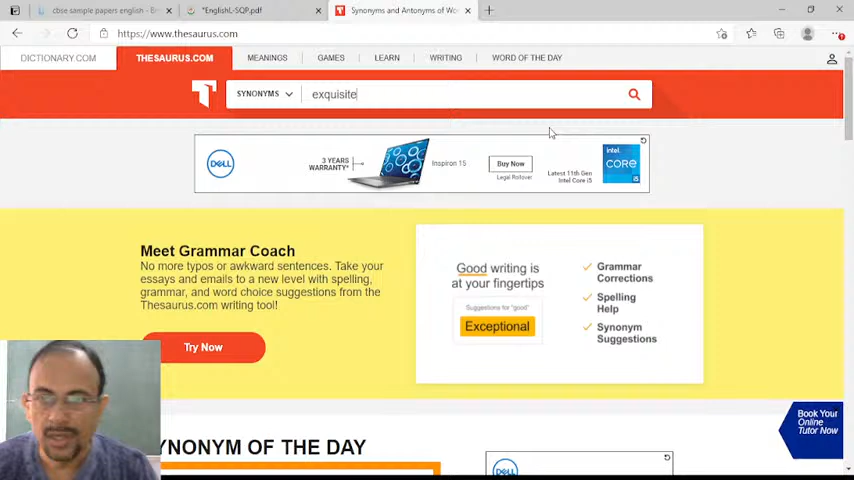 cbse sample papers english - B
*EnglishL-SQP.pdf
Synonyms and Antonyms of Wo
https://www.thesaurus.com
DICTIONARY.COM
THESAURUS.COM
MEANINGS
GAMES
LEARN
WRITING
WORD OF THE DAY
SYNONYMS
exquisite
DELL
3 YEARS
WARRANTY*
Inspiron 15
Buy Now
Legal Rollover
Latest 11th Gen
Intel Core i5
intel.
CORE
i5
Meet Grammar Coach
No more typos or awkward sentences. Take your
essays and emails to a new level with spelling,
grammar, and word choice suggestions from the
Thesaurus.com writing tool!
Try Now
Good writing is
at your fingertips
Suggestions for "good"
Exceptional
Grammar
Corrections
Spelling
Help
Synonym
Suggestions
Book Your
Online
Tutor Now
YNONYM OF THE DAY
DELL